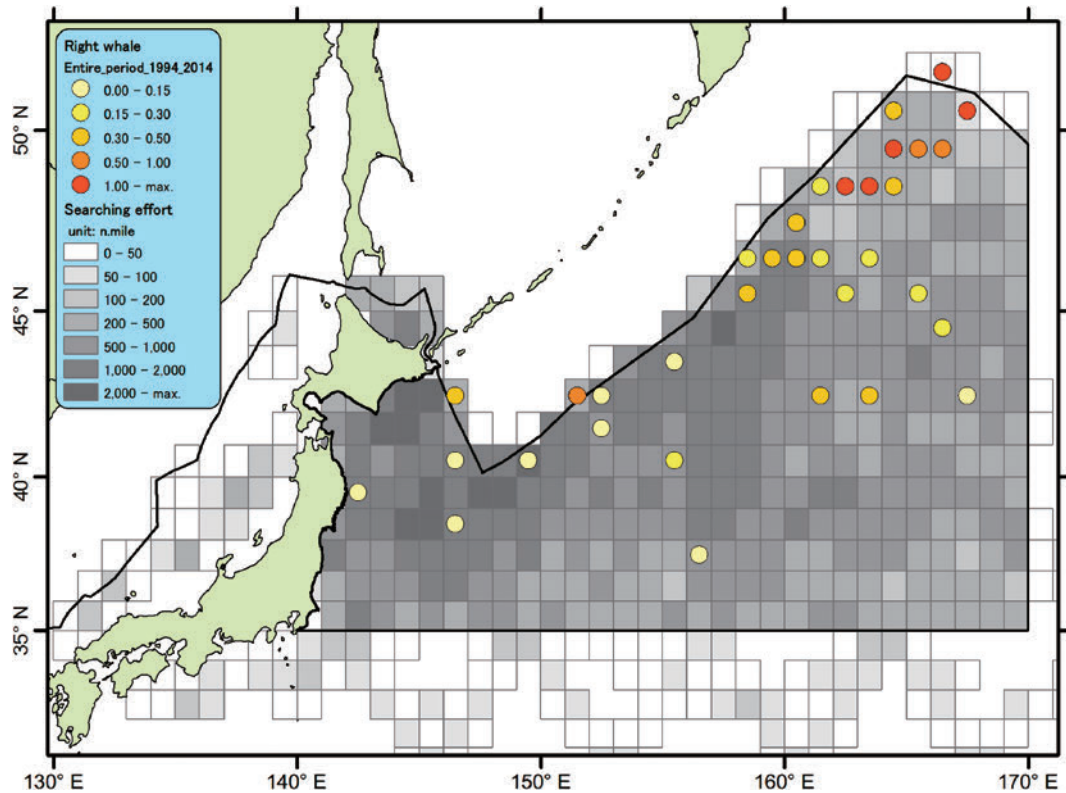 Right whale
Entire_period_1994_2014
0.00 - 0.15
0.15 - 0.30
0.30 - 0.50
0.50 - 1.00
1.00 - max.
Searching effort
unit: n.mile
0 - 50
50 - 100
100 - 200
200 - 500
500 - 1,000
1,000 - 2,000
2,000 - max.
50° N
45° N
40° N
35° N
130° E
140° E
150° E
160° E
170° E